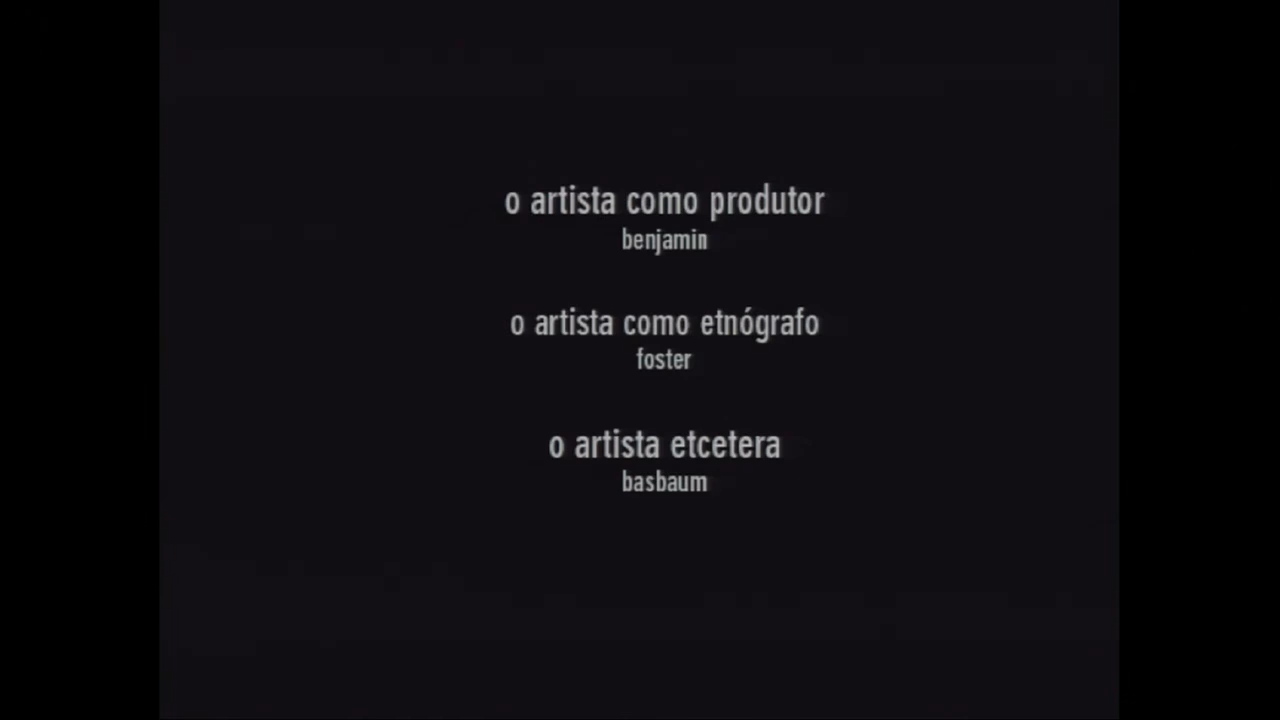 o artista como produtor
benjamin
o artista como etnógrafo
foster
o artista etcetera
basbaum